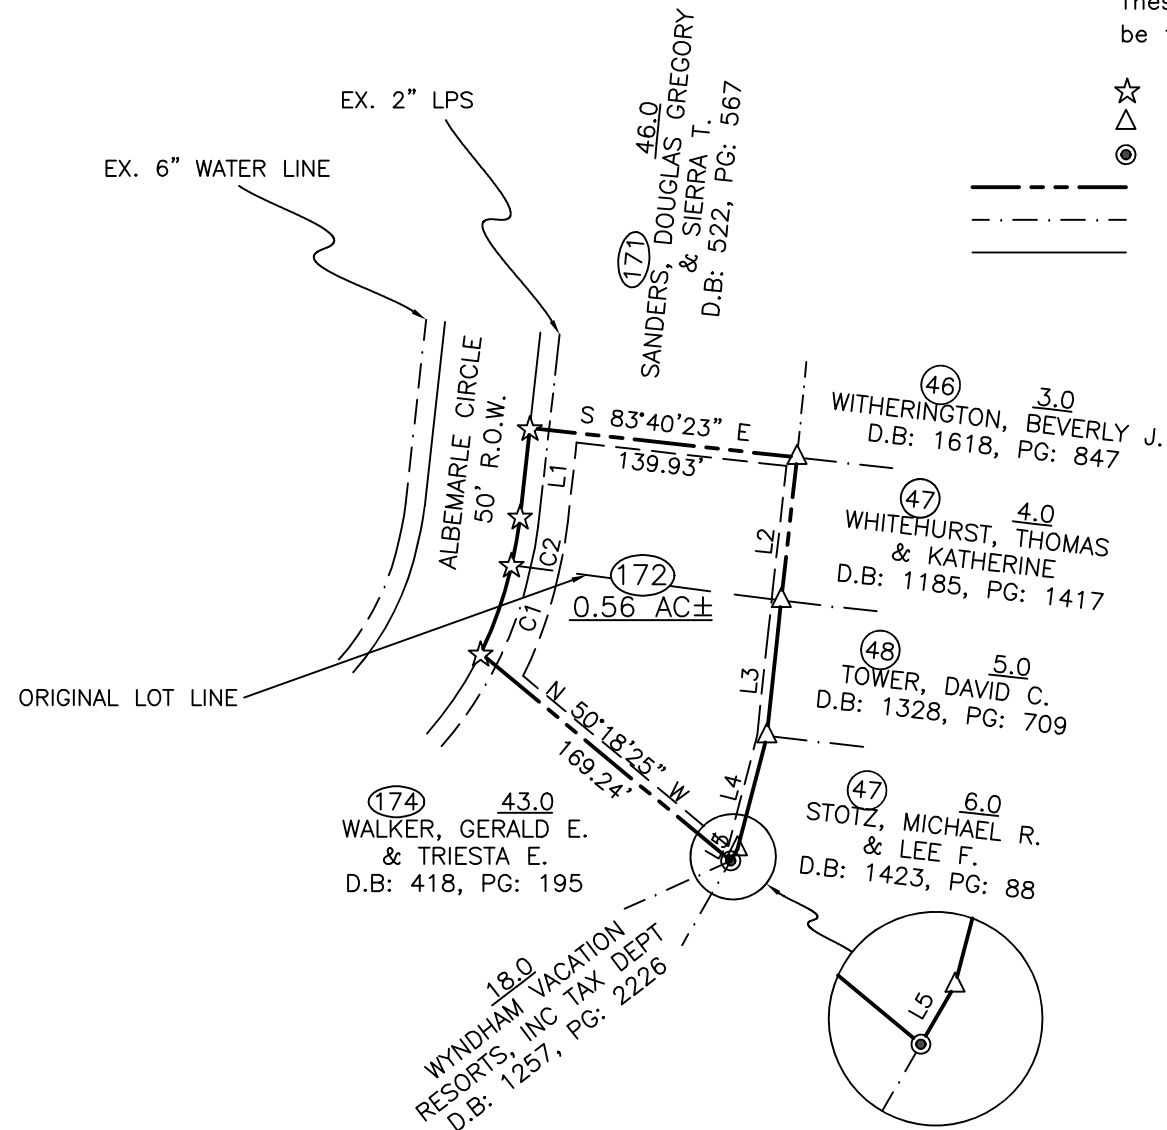 Thes
be
EX. 2” LPS
EX. 6” WATER LINE
171
46.0
SANDERS, DOUGLAS GREGORY
& SIERRA T.
D.B: 522, PG: 567
ALBEMARLE CIRCLE
50' R.O.W.
S 83°40'23” E
139.93'
46
3.0
WITHERINGTON, BEVERLY J.
D.B: 1618, PG: 847
47
4.0
WHITEHURST, THOMAS
& KATHERINE
D.B: 1185, PG: 1417
L1
L2
C2
172
0.56 AC±
C1
48
5.0
TOWER, DAVID C.
D.B: 1328, PG: 709
L3
ORIGINAL LOT LINE
N 50°18'25” W
169.24'
L4
47
6.0
STOTZ, MICHAEL R.
& LEE F.
D.B: 1423, PG: 88
174
43.0
WALKER, GERALD E.
& TRIESTA E.
D.B: 418, PG: 195
L5
18.0
WYNDHAM VACATION
RESORTS, INC TAX DEPT
D.B: 1257, PG: 2226
L5